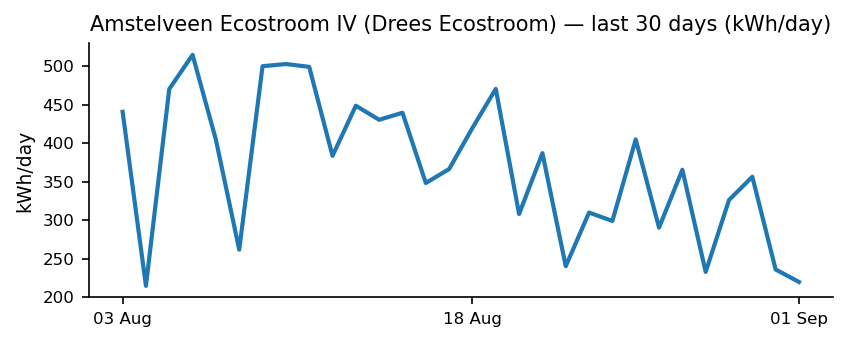 Amstelveen Ecostroom IV (Drees Ecostroom) — last 30 days (kWh/day)
kWh/day
500
450
400
350
300
250
200
03 Aug
18 Aug
01 Sep